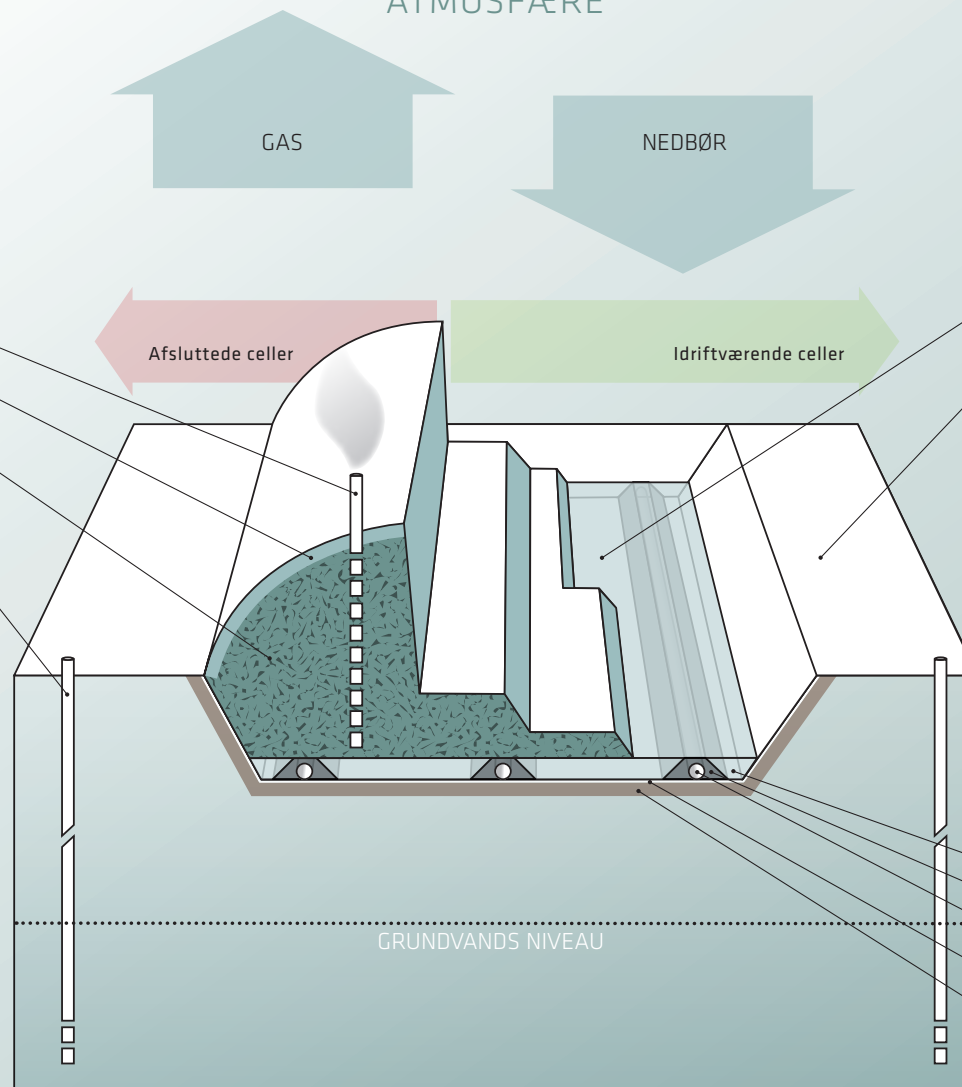 ATMOSFÆRE
GAS
NEDBØR
Afsluttede celler
Idriftværende celler
GRUNDVANDS NIVEAU